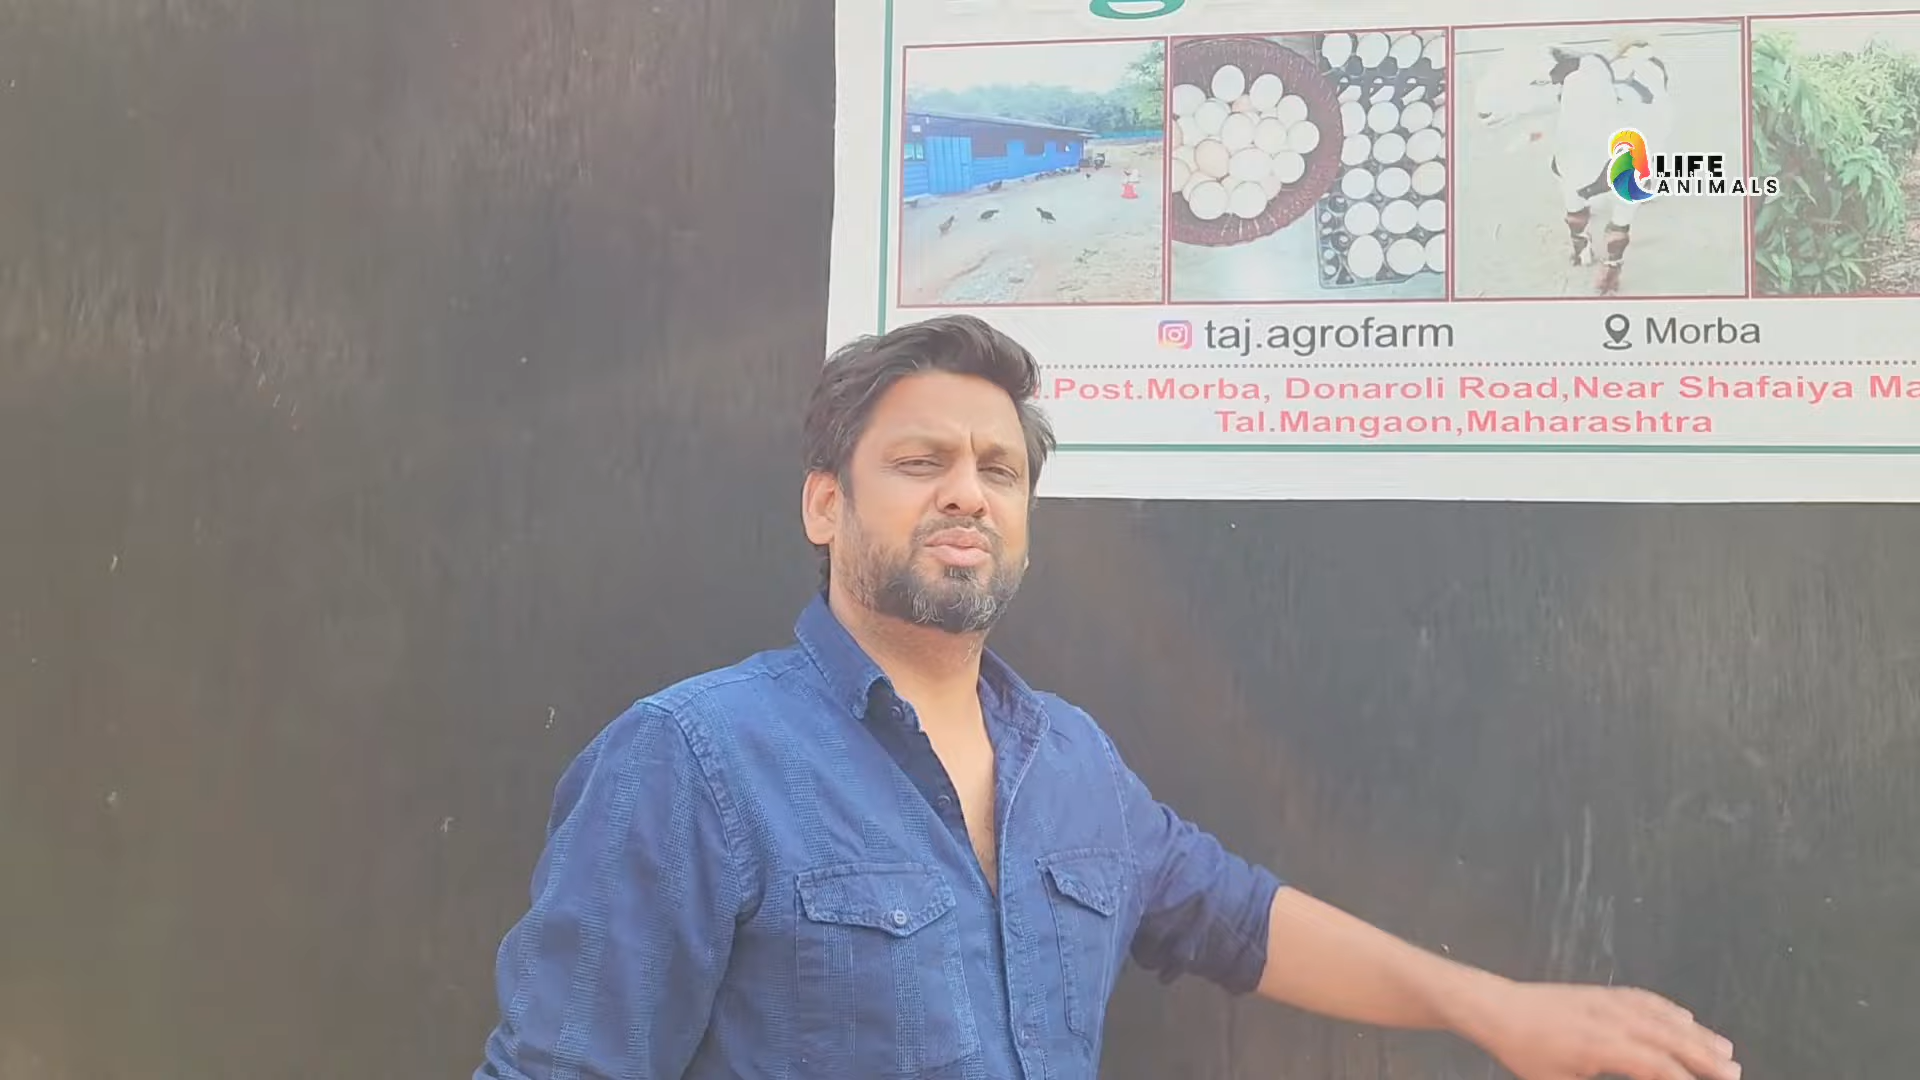 LIFE
ANIMALS
taj.agrofarm
Morba
.Post.Morba, Donaroli Road,Near Shafaiya
Tal.Mangaon,Maharashtra